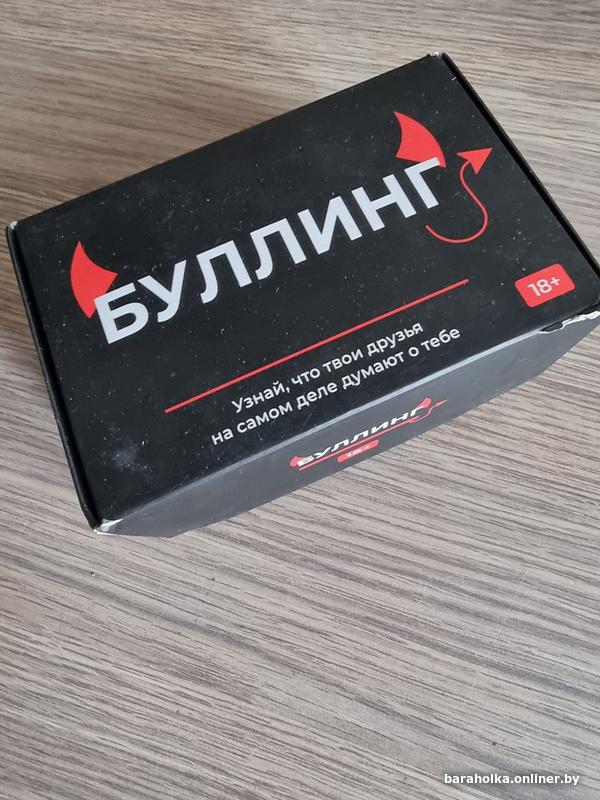 БУЛЛИНГ
18+
Узнай, что твои друзья
на самом деле думают о тебе
БУЛЛИНГ
18+
baraholka.onliner.by